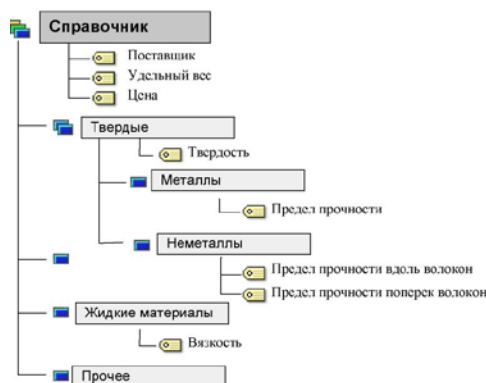 Справочник
Поставщик
Удельный вес
Цена
Твердые
Твердость
Металлы
Предел прочности
Неметаллы
Предел прочности вдоль волокон
Предел прочности поперек волокон
Жидкие материалы
Вязкость
Прочее